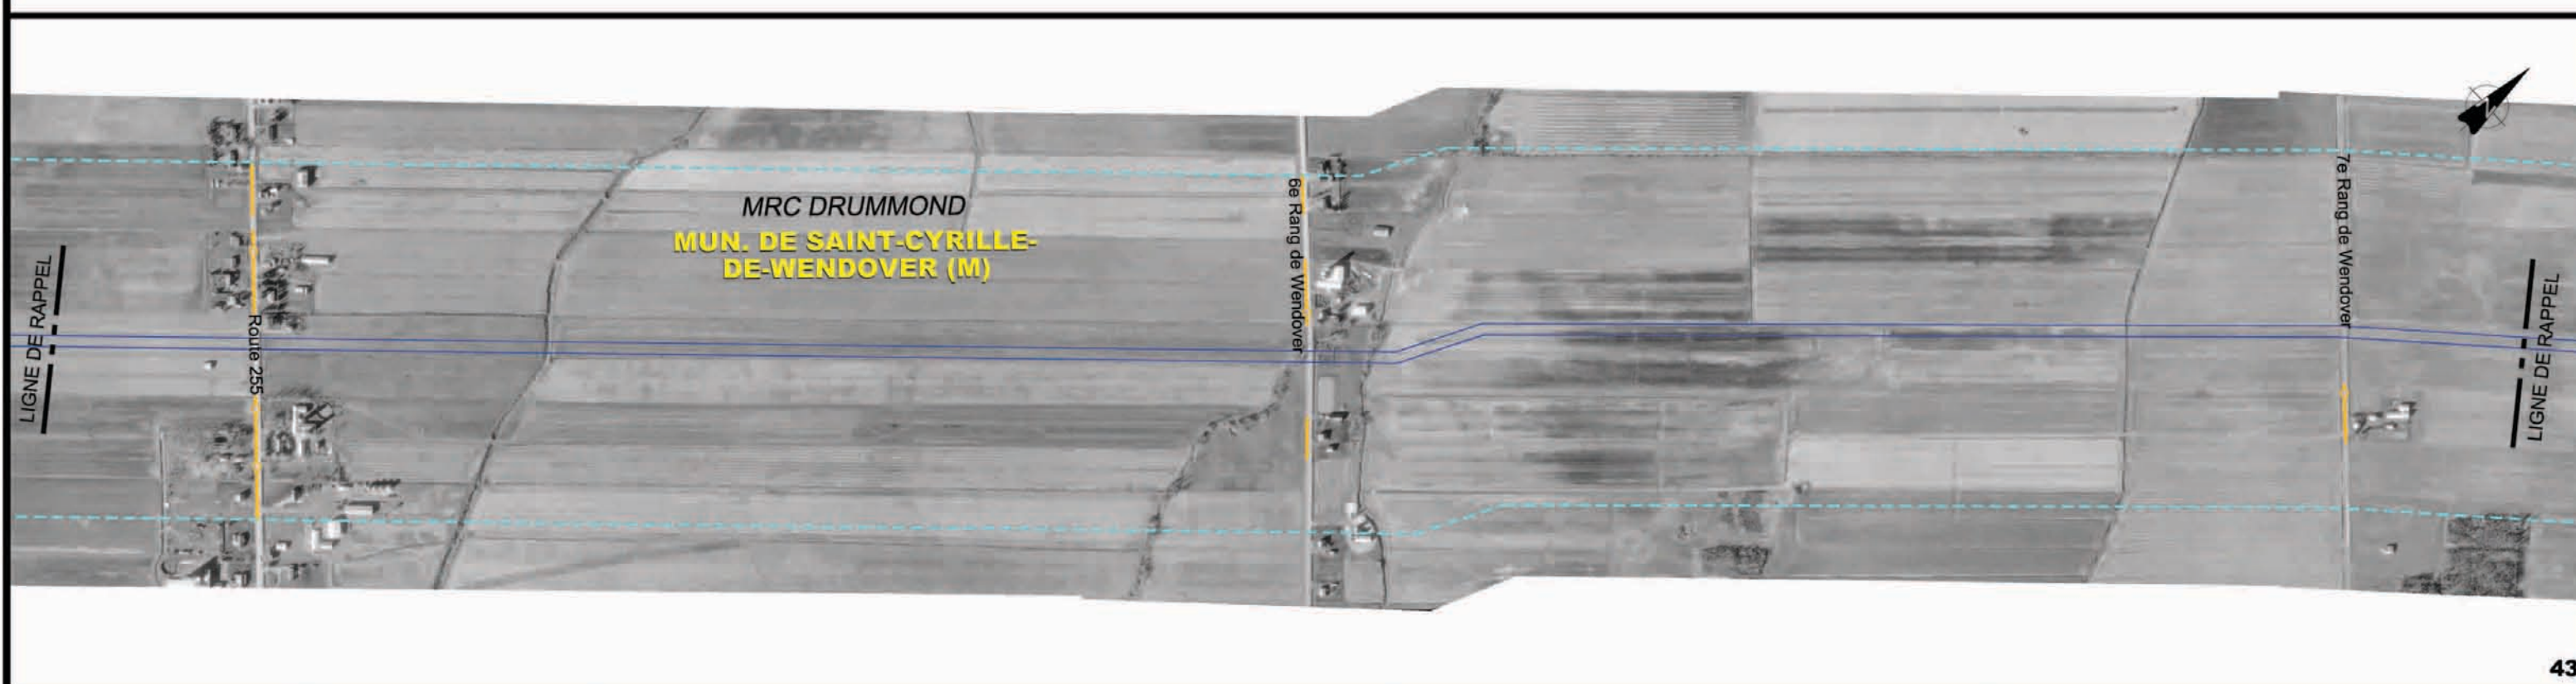 MRC DRUMMOND
MUN. DE SAINT-CYRILLE-
DE-WENDOVER (M)
LIGNE DE RAPPEL
Route 255
6e Rang de Wendover
7e Rang de Wendover
LIGNE DE RAPPEL
43